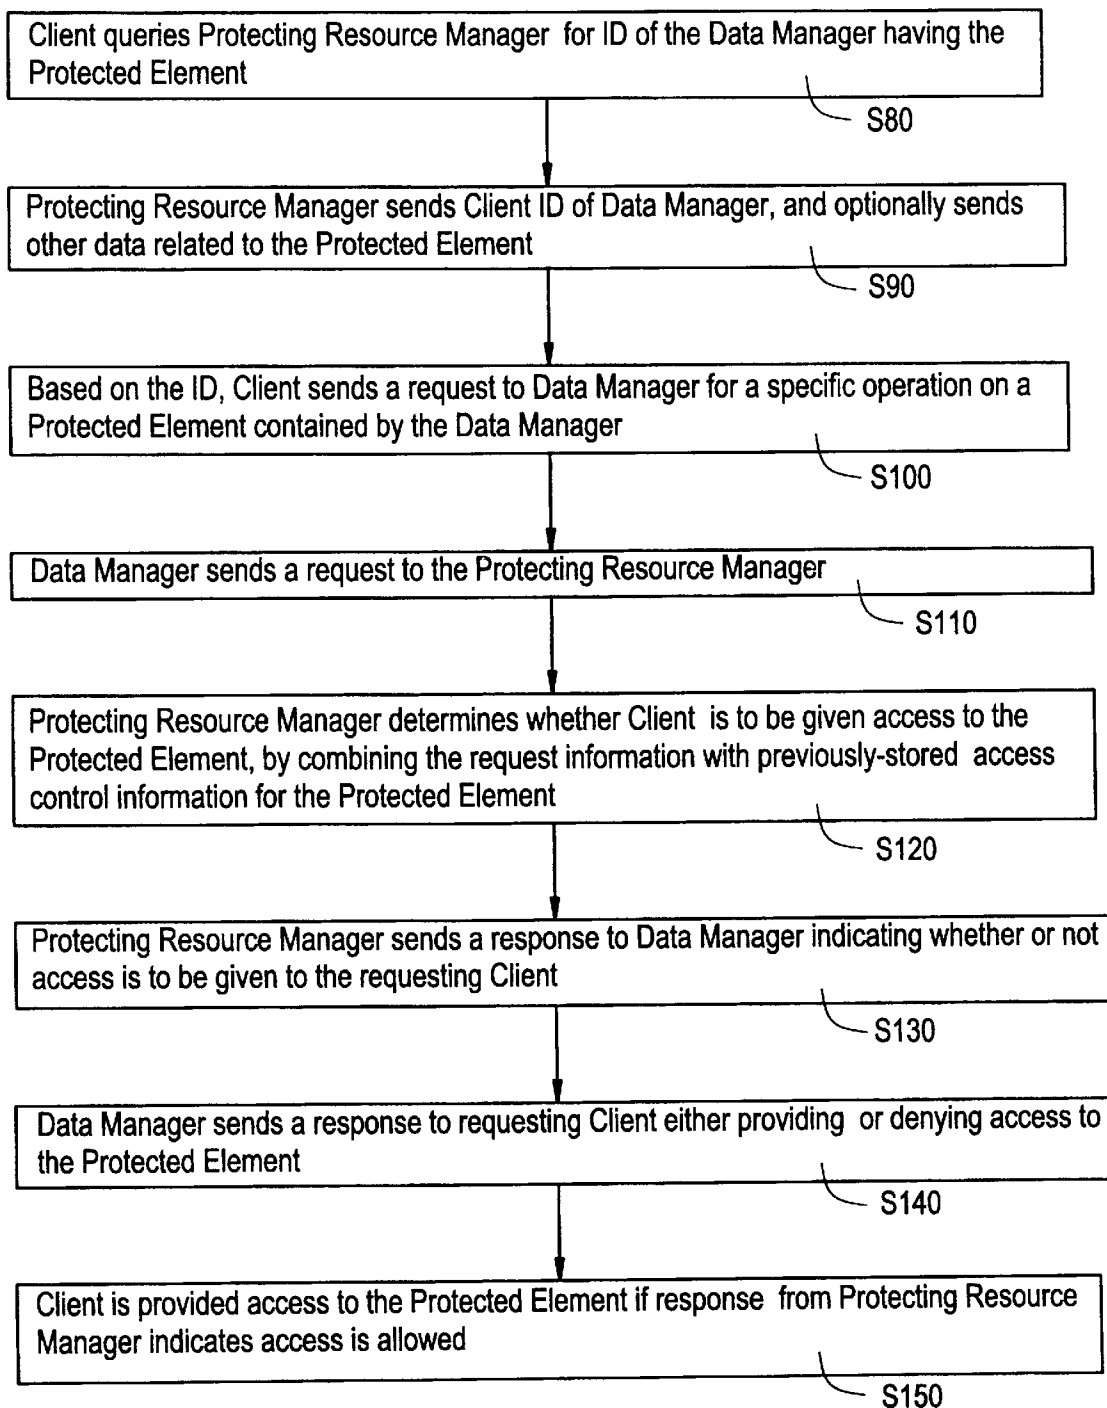 Client queries Protecting Resource Manager for ID of the Data Manager having the
Protected Element
S80
Protecting Resource Manager sends Client ID of Data Manager, and optionally sends
other data related to the Protected Element
S90
Based on the ID, Client sends a request to Data Manager for a specific operation on a
Protected Element contained by the Data Manager
S100
Data Manager sends a request to the Protecting Resource Manager
S110
Protecting Resource Manager determines whether Client is to be given access to the
Protected Element, by combining the request information with previously-stored access
control information for the Protected Element
S120
Protecting Resource Manager sends a response to Data Manager indicating whether or not
access is to be given to the requesting Client
S130
Data Manager sends a response to requesting Client either providing or denying access to
the Protected Element
S140
Client is provided access to the Protected Element if response from Protecting Resource
Manager indicates access is allowed
S150